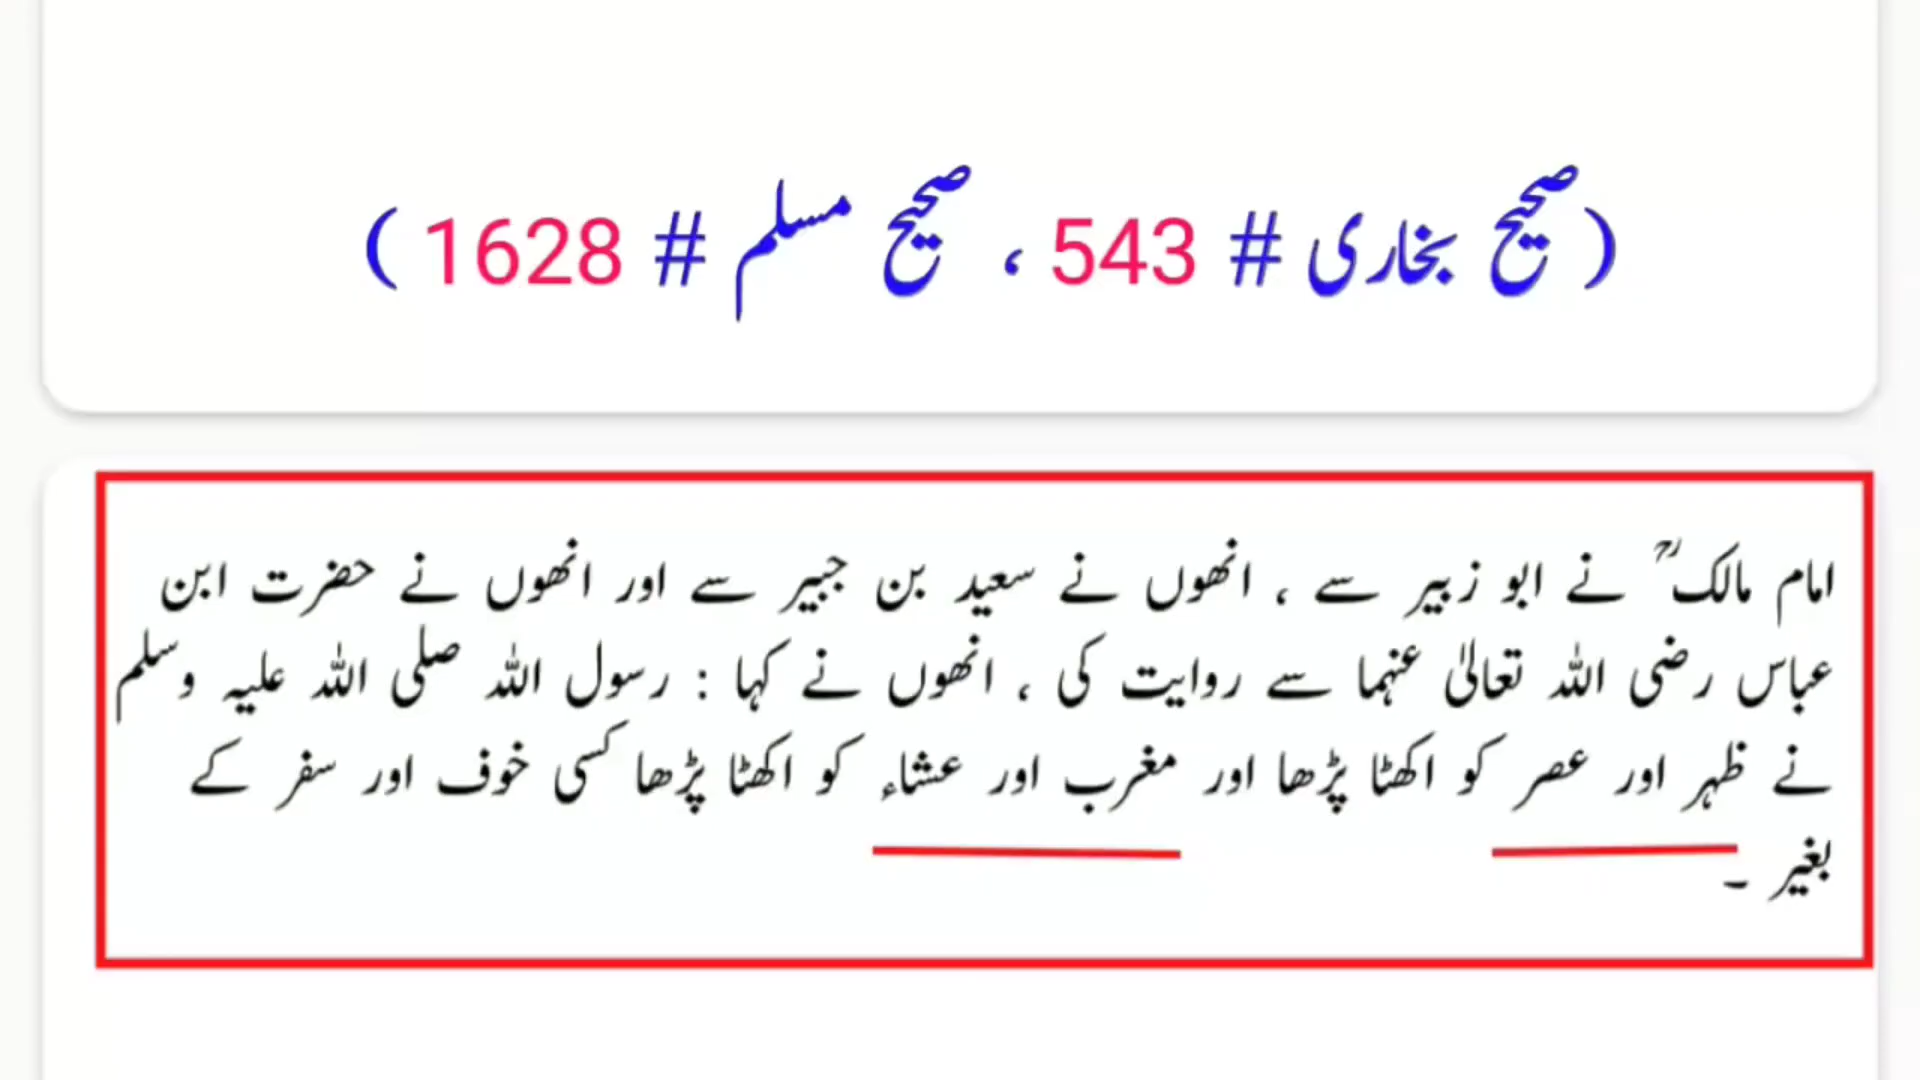 (صحیح بخاری # 543 ، صحیح مسلم # 1628 )
امام مالکؒ نے ابو زبیر سے ، انھوں نے سعید بن جبیر سے اور انھوں نے حضرت ابن
عباس رضی اللہ تعالیٰ عنہما سے روایت کی ، انھوں نے کہا : رسول اللہ صلی اللہ علیہ وسلم
نے ظہر اور عصر کو اکھٹا پڑھا اور مغرب اور عشاء کو اکھٹا پڑھا کسی خوف اور سفر کے
بغیر ۔